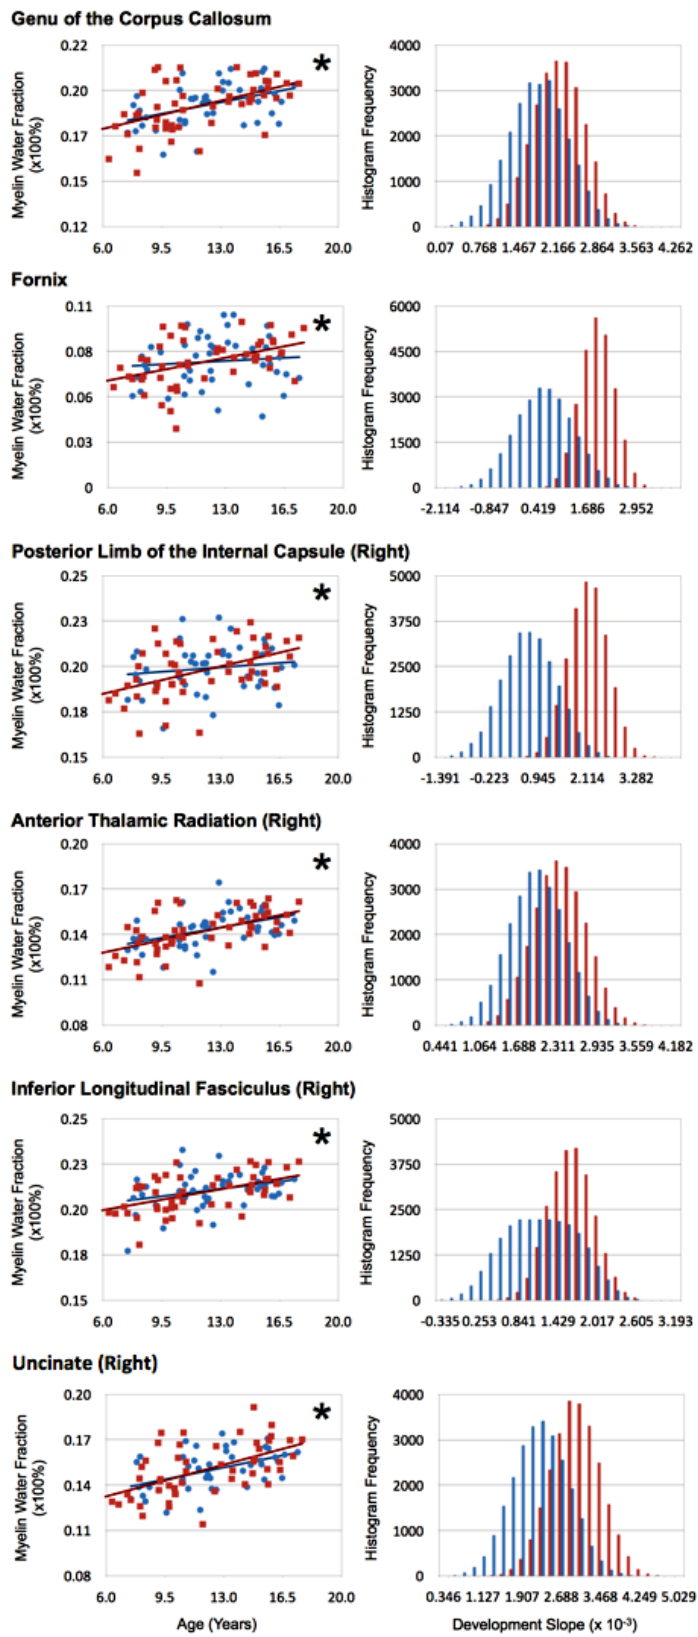 Genu of the Corpus Callosum
Myelin Water Fraction
(x100%)
0.22
0.20
0.17
0.15
0.12
6.0 9.5 13.0 16.5 20.0
*
Histogram Frequency
4000
3000
2000
1000
0
0.07 0.768 1.467 2.166 2.864 3.563 4.262
Fornix
Myelin Water Fraction
(x100%)
0.11
0.08
0.06
0.03
0
6.0 9.5 13.0 16.5 20.0
*
Histogram Frequency
6000
4500
3000
1500
0
-2.114 -0.847 0.419 1.686 2.952
Posterior Limb of the Internal Capsule (Right)
Myelin Water Fraction
(x100%)
0.25
0.23
0.20
0.18
0.15
6.0 9.5 13.0 16.5 20.0
*
Histogram Frequency
5000
3750
2500
1250
0
-1.391 -0.223 0.945 2.114 3.282
Anterior Thalamic Radiation (Right)
Myelin Water Fraction
(x100%)
0.20
0.17
0.14
0.11
0.08
6.0 9.5 13.0 16.5 20.0
*
Histogram Frequency
4000
3000
2000
1000
0
0.441 1.064 1.688 2.311 2.935 3.559 4.182
Inferior Longitudinal Fasciculus (Right)
Myelin Water Fraction
(x100%)
0.25
0.23
0.20
0.18
0.15
6.0 9.5 13.0 16.5 20.0
*
Histogram Frequency
5000
3750
2500
1250
0
-0.335 0.253 0.841 1.429 2.017 2.605 3.193
Uncinate (Right)
Myelin Water Fraction
(x100%)
0.20
0.17
0.14
0.11
0.08
6.0 9.5 13.0 16.5 20.0
Age (Years)
*
Histogram Frequency
4000
3000
2000
1000
0
0.346 1.127 1.907 2.688 3.468 4.249 5.029
Development Slope (x 10-3)